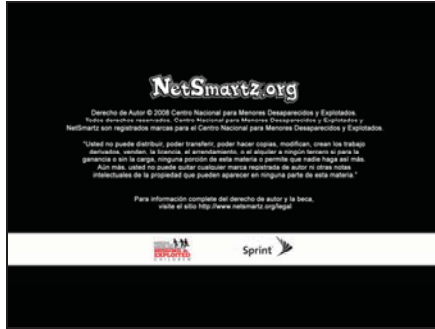 NetSmartz.org
Derecho de Autor © 2008 Centro Nacional para Menores Desaparecidos y Explotados.
Todos derechos reservados, Centro Nacional para Menores Desaparecidos y Explotados y
NetSmartz son registrados marcas para el Centro Nacional para Menores Desaparecidos y Explotados.
"Usted no puede distribuir, poder transferir, poder hacer copias, modifican, crean los trabajo
derivados, venden, la licencia, el arrendamiento, o el alquiler a ningún tercero si para la
ganancia o sin la carga, ninguna porción de esta materia o permite que nadie haga así más.
Aún más, usted no puede quitar cualquier marca registrada de autor ni otras notas
intelectuales de la propiedad que pueden aparecer en ninguna parte de esta materia."
Para información complete del derecho de autor y la beca,
visite el sitio http://www.netsmartz.org/legal
EXPLOITED
CHILDREN
Sprint